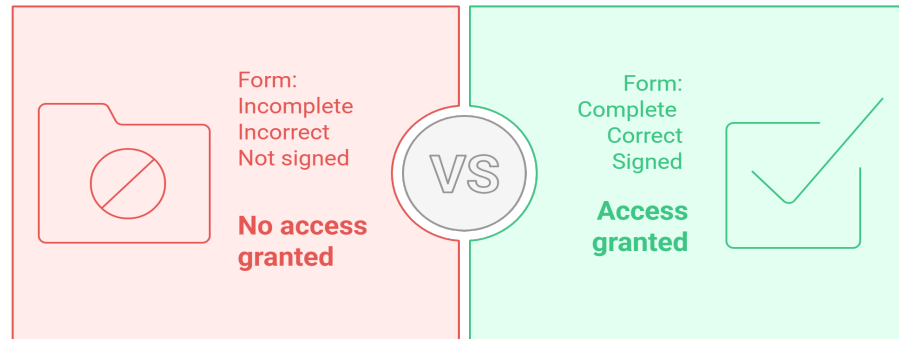 Form:
Incomplete
Incorrect
Not signed
No access
granted
VS
Form:
Complete
Correct
Signed
Access
granted